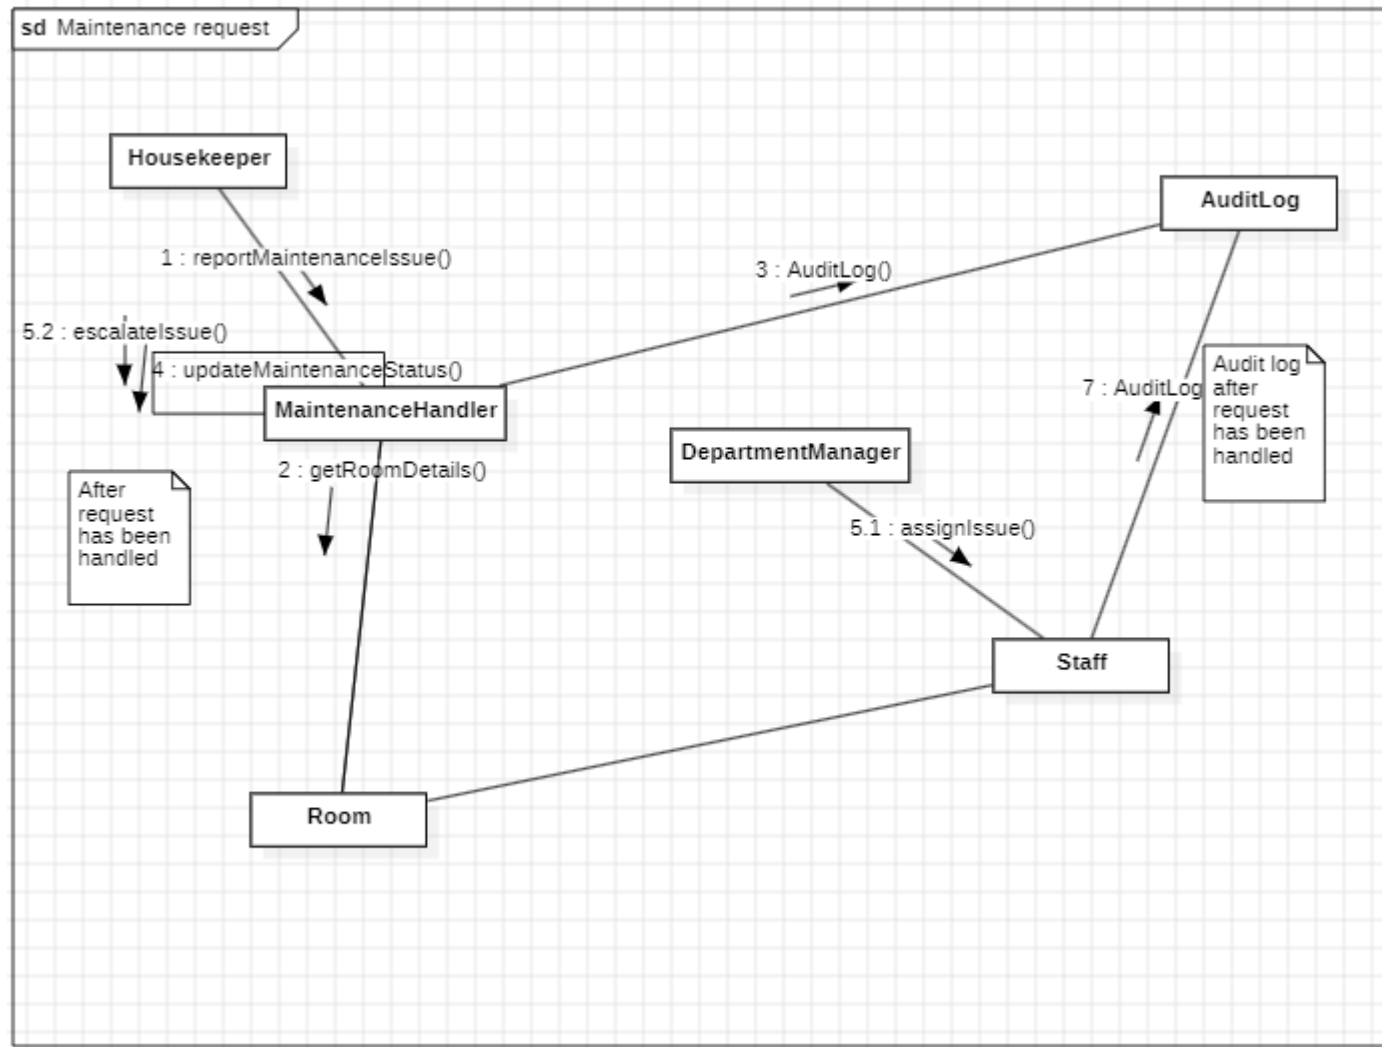 sd Maintenance request
Housekeeper
AuditLog
1 : reportMaintenanceIssue()
3 : AuditLog()
5.2 : escalateIssue()
4 : updateMaintenanceStatus()
MaintenanceHandler
2 : getRoomDetails()
DepartmentManager
7 : AuditLog
Audit log
after
request
has been
handled
After
request
has been
handled
5.1 : assignIssue()
Staff
Room